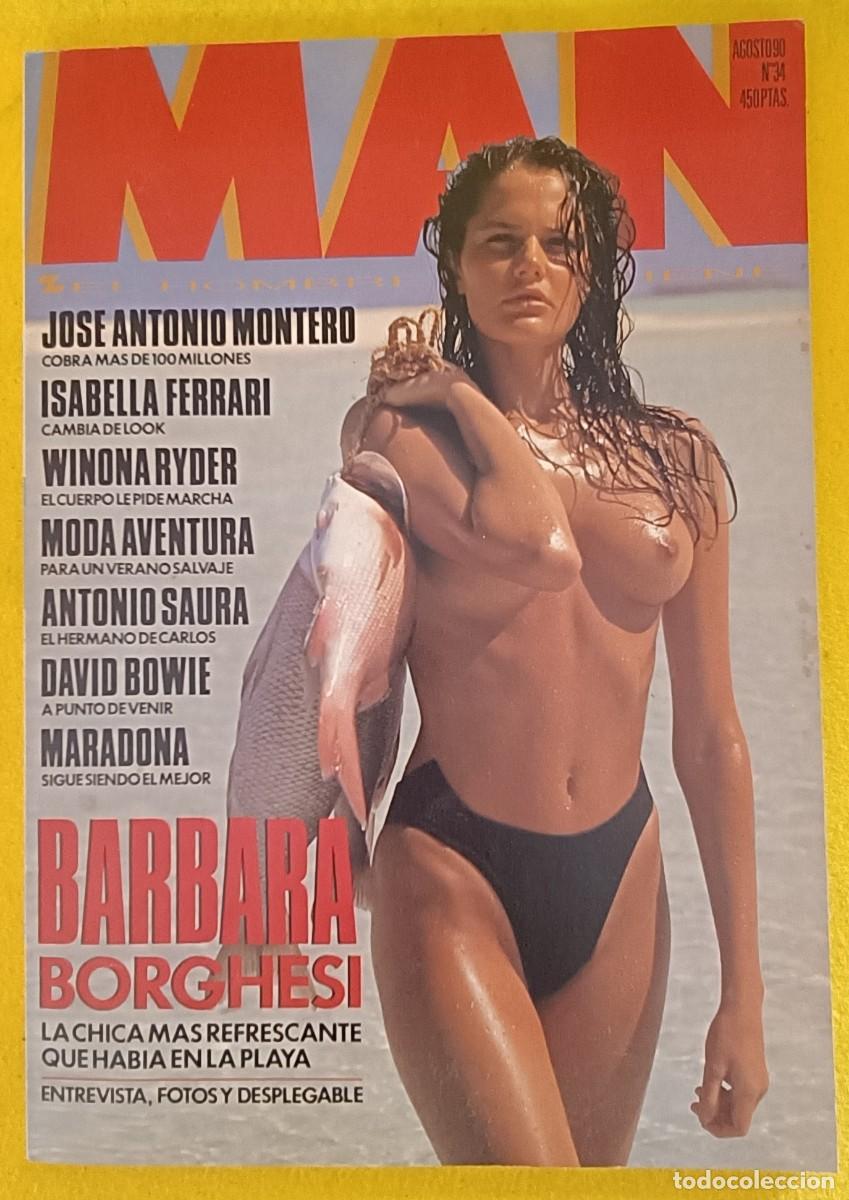 MAN
AGOSTO 90
Nº 34
450 PTAS.
JOSE ANTONIO MONTERO
COBRA MAS DE 100 MILLONES
ISABELLA FERRARI
CAMBIA DE LOOK
WINONA RYDER
EL CUERPO LE PIDE MARCHA
MODA AVENTURA
PARA UN VERANO SALVAJE
ANTONIO SAURA
EL HERMANO DE CARLOS
DAVID BOWIE
A PUNTO DE VENIR
MARADONA
SIGUE SIENDO EL MEJOR
BARBARA
BORGHESI
LA CHICA MAS REFRESCANTE
QUE HABIA EN LA PLAYA
ENTREVISTA, FOTOS Y DESPLEGABLE
todocoleccion